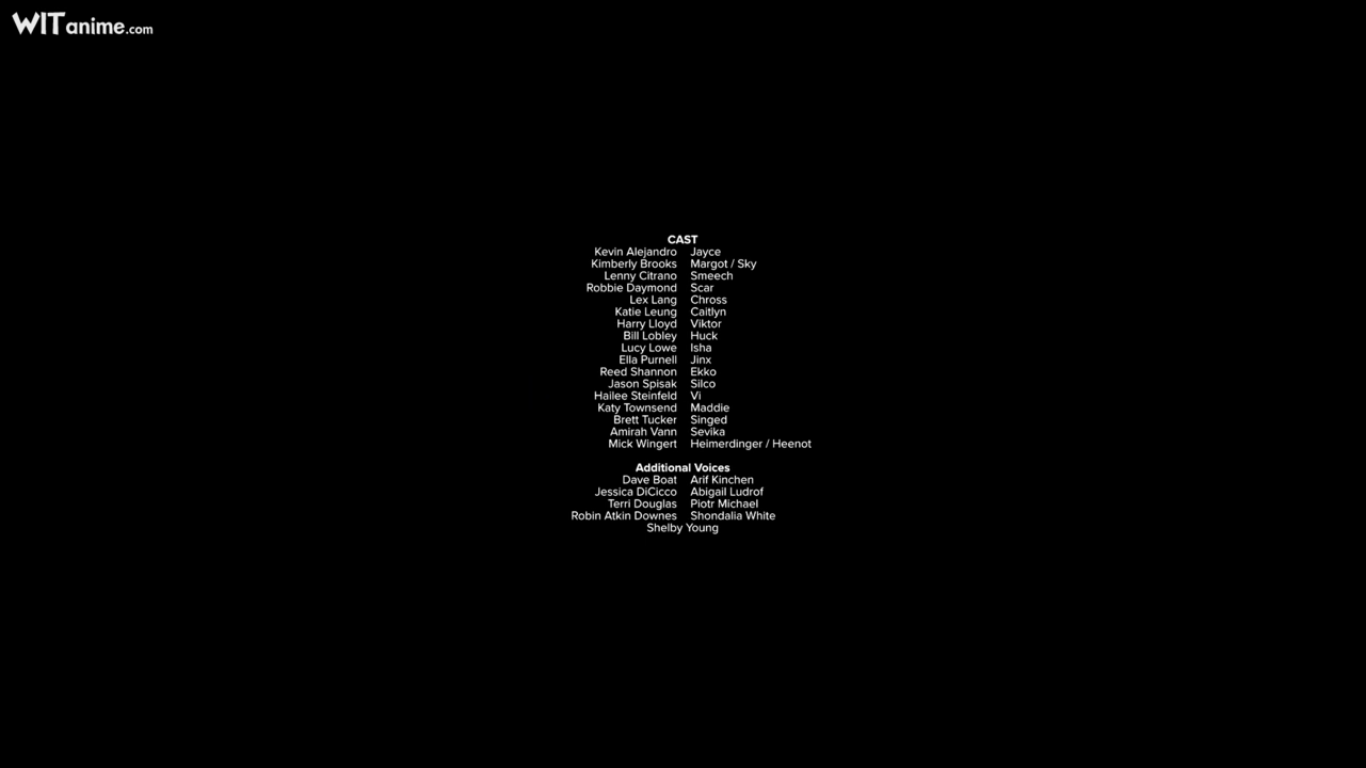 WITanime.com
CAST
Kevin Alejandro Jayce
Kimberly Brooks Margot / Sky
Lenny Citrano Smeech
Robbie Daymond Scar
Lex Lang Chross
Katie Leung Caitlyn
Harry Lloyd Viktor
Bill Lobley Huck
Lucy Lowe Isha
Ella Purnell Jinx
Reed Shannon Ekko
Jason Spisak Silco
Hailee Steinfeld Vi
Katy Townsend Maddie
Brett Tucker Singed
Amirah Vann Sevika
Mick Wingert Heimerdinger / Heenot
Additional Voices
Dave Boat Arif Kinchen
Jessica DiCicco Abigail Ludrof
Terri Douglas Piotr Michael
Robin Atkin Downes Shondalia White
Shelby Young